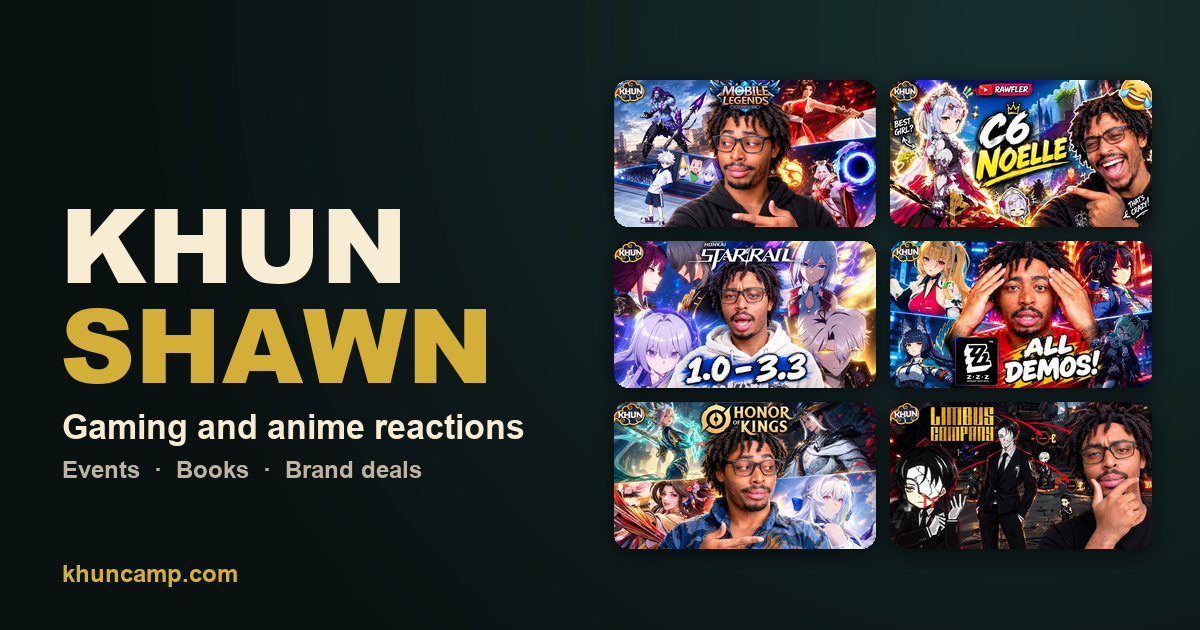 KHUN
SHAWN
Gaming and anime reactions
Events · Books · Brand deals
khuncamp.com
KHUN
MOBILE
LEGENDS
KHUN
RAWFLER
BEST
GIRL?
C6
NOELLE
THAT'S
CRAZY!
KHUN
HONKAI
STAR RAIL
1.0 - 3.3
KHUN
Z·Z·Z
ALL
DEMOS!
KHUN
HONOR
OF
KINGS
KHUN
LIMBUS
COMPANY